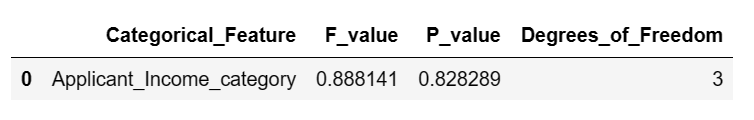 Categorical_Feature F_value P_value Degrees_of_Freedom
0 Applicant_Income_category 0.888141 0.828289 3